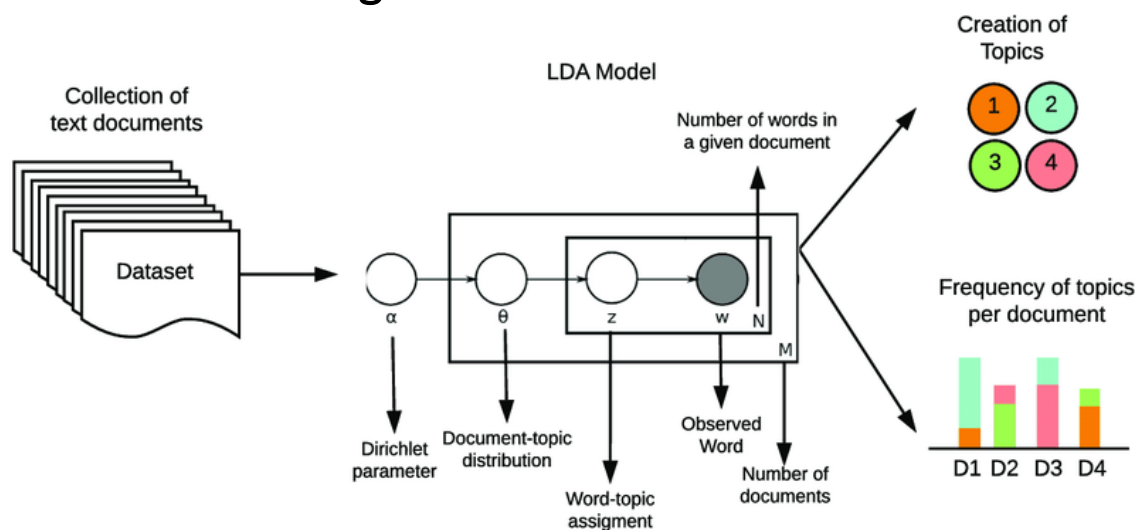 g
Collection of
text documents
Dataset
LDA Model
Number of words in
a given document
α
θ
z
w
N
M
Dirichlet
parameter
Document-topic
distribution
Word-topic
assigment
Observed
Word
Number of
documents
Creation of
Topics
1
2
3
4
Frequency of topics
per document
D1 D2 D3 D4